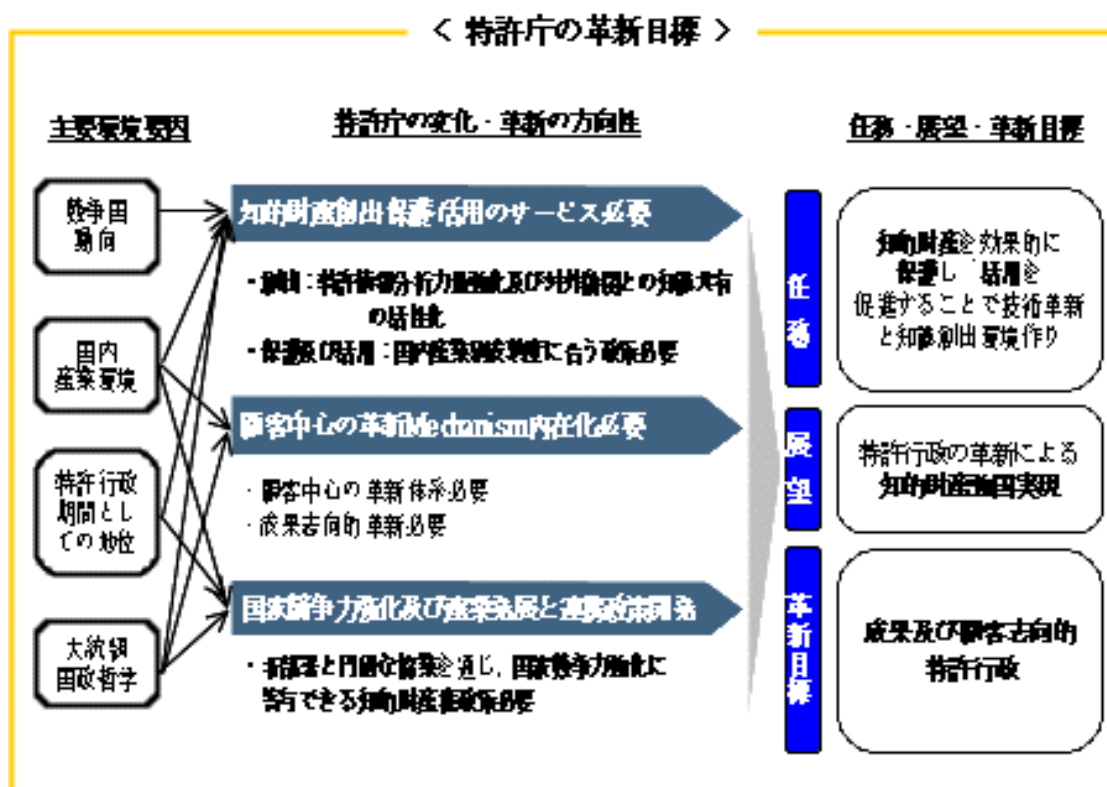 < 特許庁の革新目標 >
主要環境要因
特許庁の変化・革新の方向性
任務・展望・革新目標
競争国
動向
国内
産業環境
特許行政
期間とし
ての地位
大統領
国政哲学
知的財産創出保護・活用のサービス必要
・創出：特許情報分析力量強化及び対外機関との知識共有
の活性化
・保護及び活用：国内産業別成熟度に合う政策必要
顧客中心の革新Mechanism内在化必要
・顧客中心の革新体系必要
・成果志向的革新必要
国家競争力強化及び産業発展と連携政策開発
・各部署と円滑な協業を通じ、国家競争力強化に
寄与できる知的財産権政策必要
任務
知的財産を効果的に
保護し、活用を
促進することで技術革新
と知識創出環境作り
展望
特許行政の革新による
知的財産強国実現
革新目標
成果及び顧客志向的
特許行政